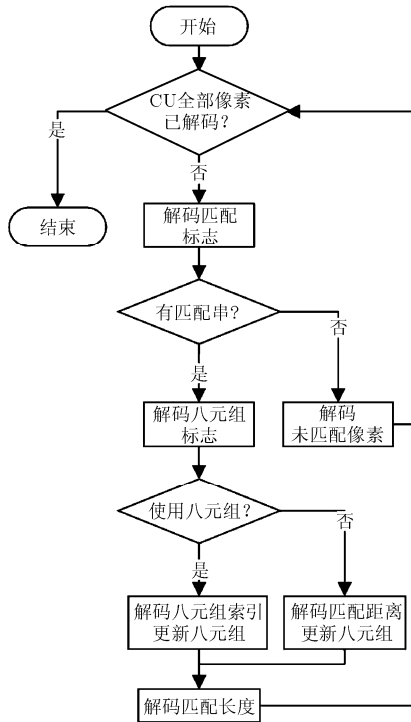 开始
CU全部像素
已解码？
是
否
结束
解码匹配
标志
有匹配串？
否
是
解码八元组
标志
解码
未匹配像素
使用八元组？
否
是
解码八元组索引
更新八元组
解码匹配距离
更新八元组
解码匹配长度